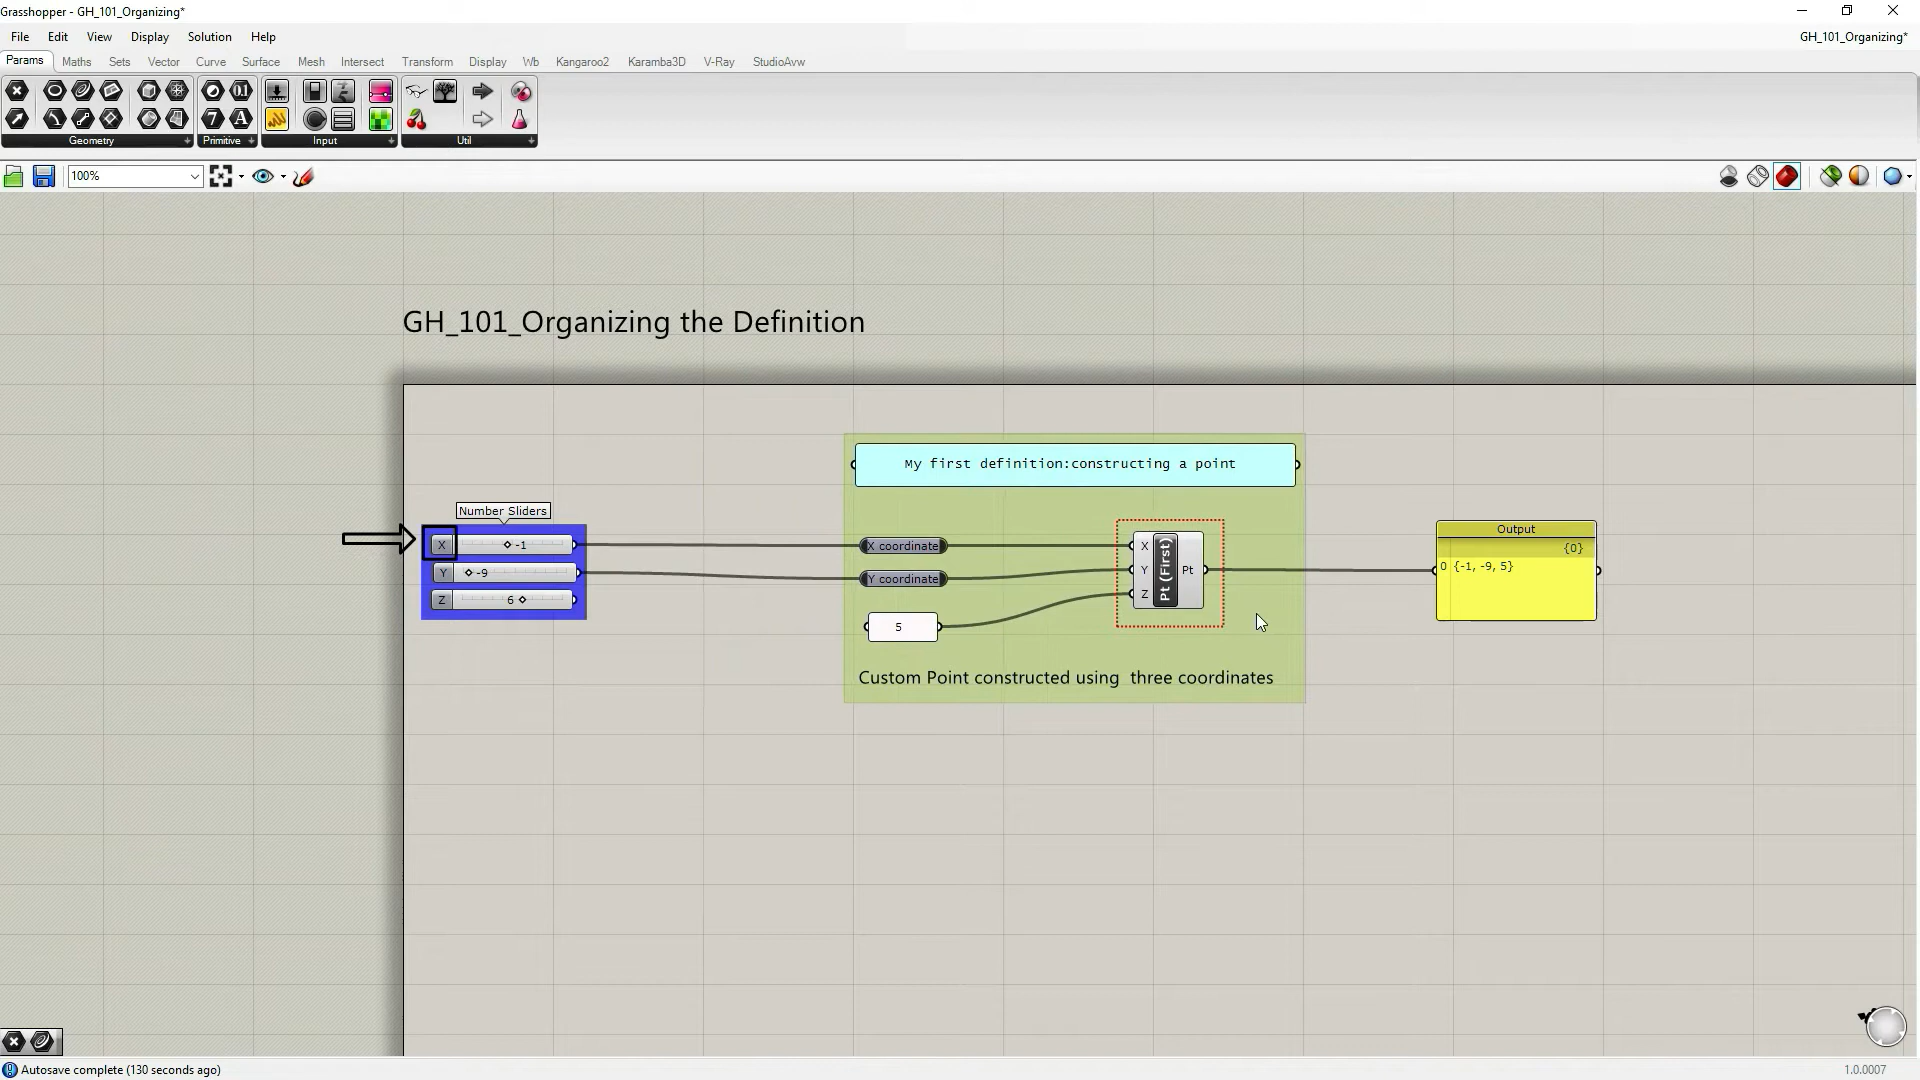 Grasshopper - GH_101_Organizing*
File Edit View Display Solution Help
GH_101_Organizing*
Params Maths Sets Vector Curve Surface Mesh Intersect Transform Display Wb Kangaroo2 Karamba3D V-Ray StudioAvw
0.1
7 A
Geometry Primitive Input Util
100%
GH_101_Organizing the Definition
My first definition:constructing a point
Number Sliders
X -1
Y -9
Z 6
X coordinate
Y coordinate
5
X
Y
Z
Pt (First)
Pt
Output
{0}
0 {-1, -9, 5}
Custom Point constructed using  three coordinates
Autosave complete (130 seconds ago)
1.0.0007